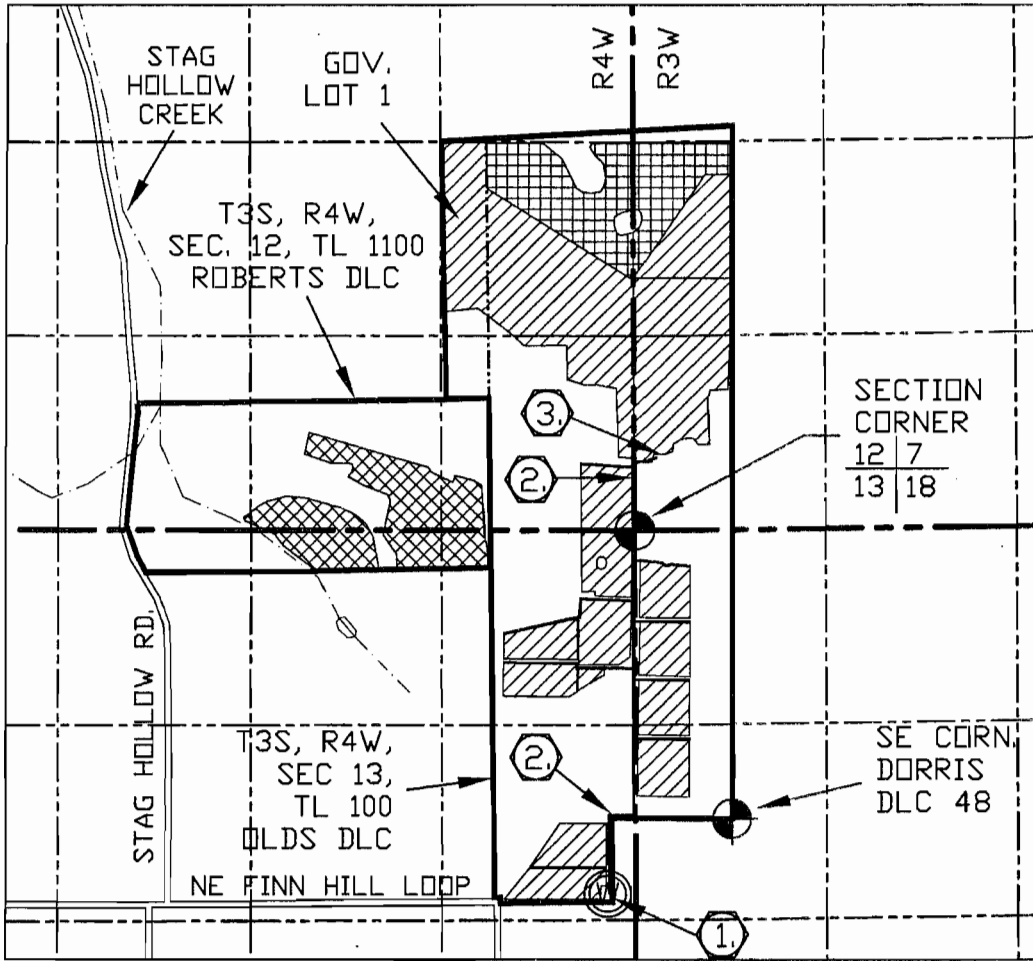 STAG
HOLLOW
CREEK
GOV.
LOT 1
R4W
R3W
T3S, R4W,
SEC. 12, TL 1100
ROBERTS DLC
3.
2.
SECTION
CORNER
12 7
13 18
STAG HOLLOW RD.
T3S, R4W,
SEC 13,
TL 100
OLDS DLC
2.
SE CORN.
DORRIS
DLC 48
NE FINN HILL LOOP
W
1.